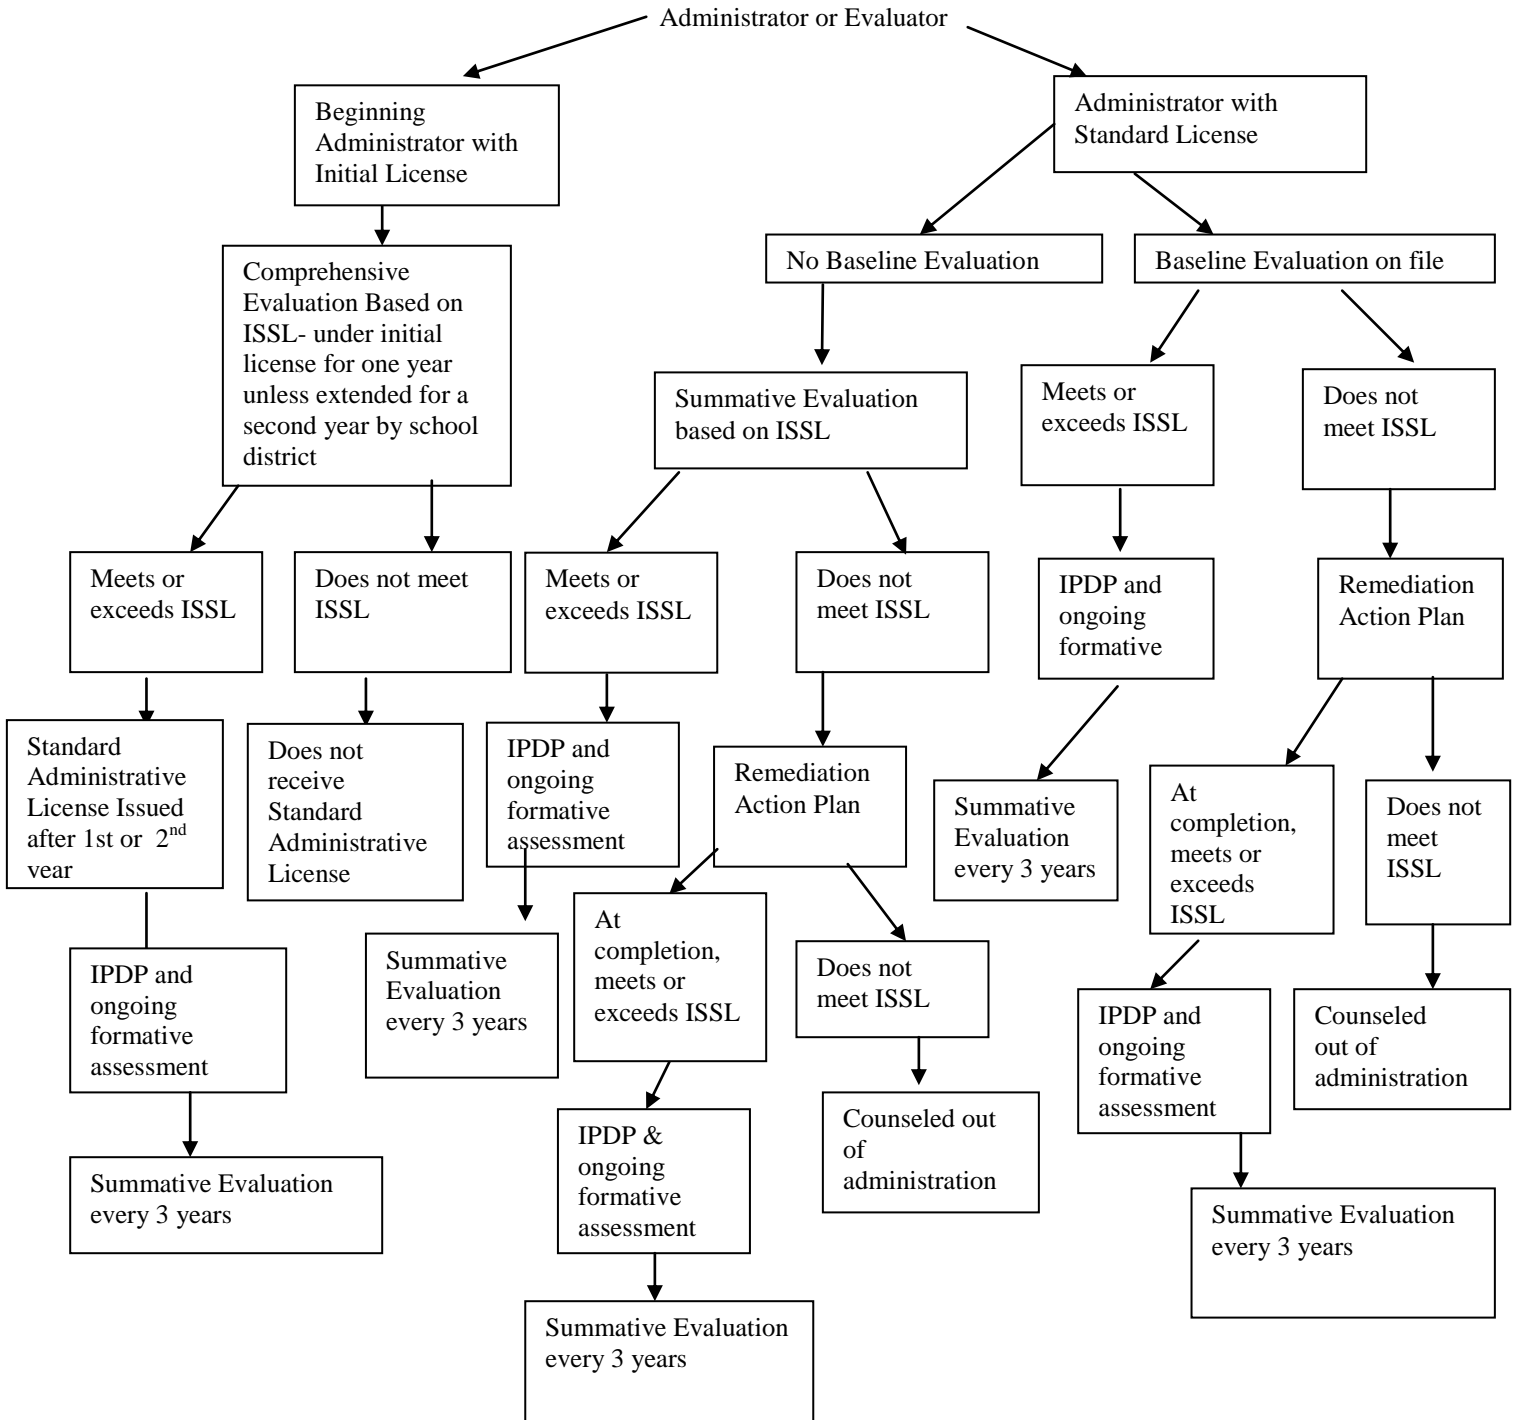 Administrator or Evaluator
Beginning
Administrator with
Initial License
Administrator with
Standard License
No Baseline Evaluation
Baseline Evaluation on file
Comprehensive
Evaluation Based on
ISSL- under initial
license for one year
unless extended for a
second year by school
district
Summative Evaluation
based on ISSL
Meets or
exceeds ISSL
Does not
meet ISSL
Meets or
exceeds ISSL
Does not meet
ISSL
Meets or
exceeds ISSL
Does not
meet ISSL
IPDP and
ongoing
formative
Remediation
Action Plan
Standard
Administrative
License Issued
after 1st or 2nd
year
Does not
receive
Standard
Administrative
License
IPDP and
ongoing
formative
assessment
Remediation
Action Plan
Summative
Evaluation
every 3 years
At
completion,
meets or
exceeds
ISSL
Does not
meet
ISSL
IPDP and
ongoing
formative
assessment
Summative
Evaluation
every 3 years
At
completion,
meets or
exceeds ISSL
Does not
meet ISSL
IPDP and
ongoing
formative
assessment
Counseled
out of
administration
Summative Evaluation
every 3 years
IPDP &
ongoing
formative
assessment
Counseled out
of
administration
Summative Evaluation
every 3 years
Summative Evaluation
every 3 years